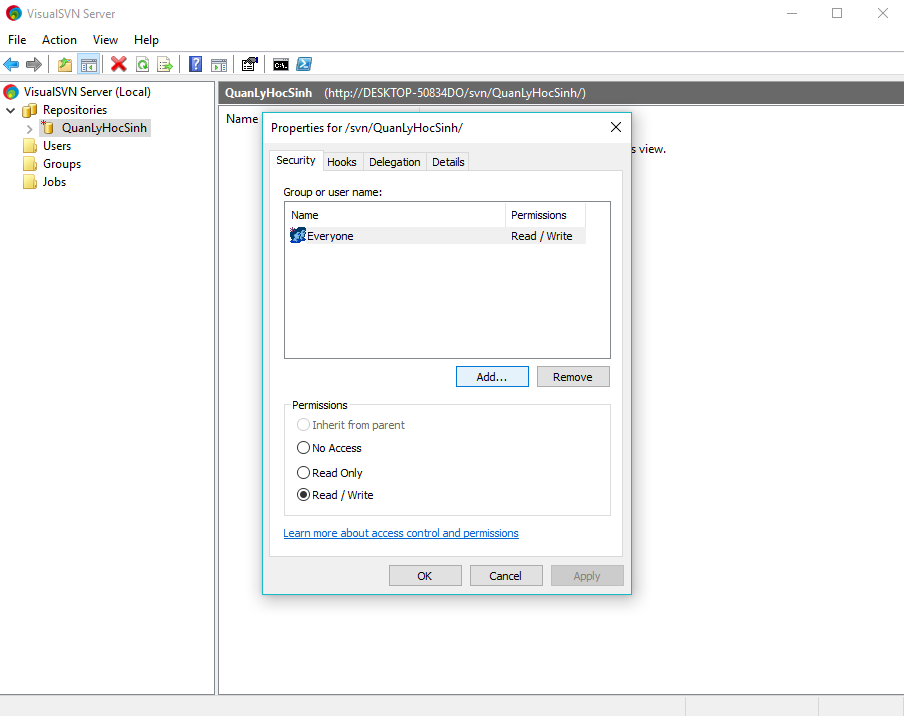 VisualSVN Server
File Action View Help
VisualSVN Server (Local)
Repositories
QuanLyHocSinh
Users
Groups
Jobs
QuanLyHocSinh (http://DESKTOP-50834DO/svn/QuanLyHocSinh/)
Name
s view.
Properties for /svn/QuanLyHocSinh/
Security Hooks Delegation Details
Group or user name:
Name Permissions
Everyone Read / Write
Add... Remove
Permissions
Inherit from parent
No Access
Read Only
Read / Write
Learn more about access control and permissions
OK Cancel Apply